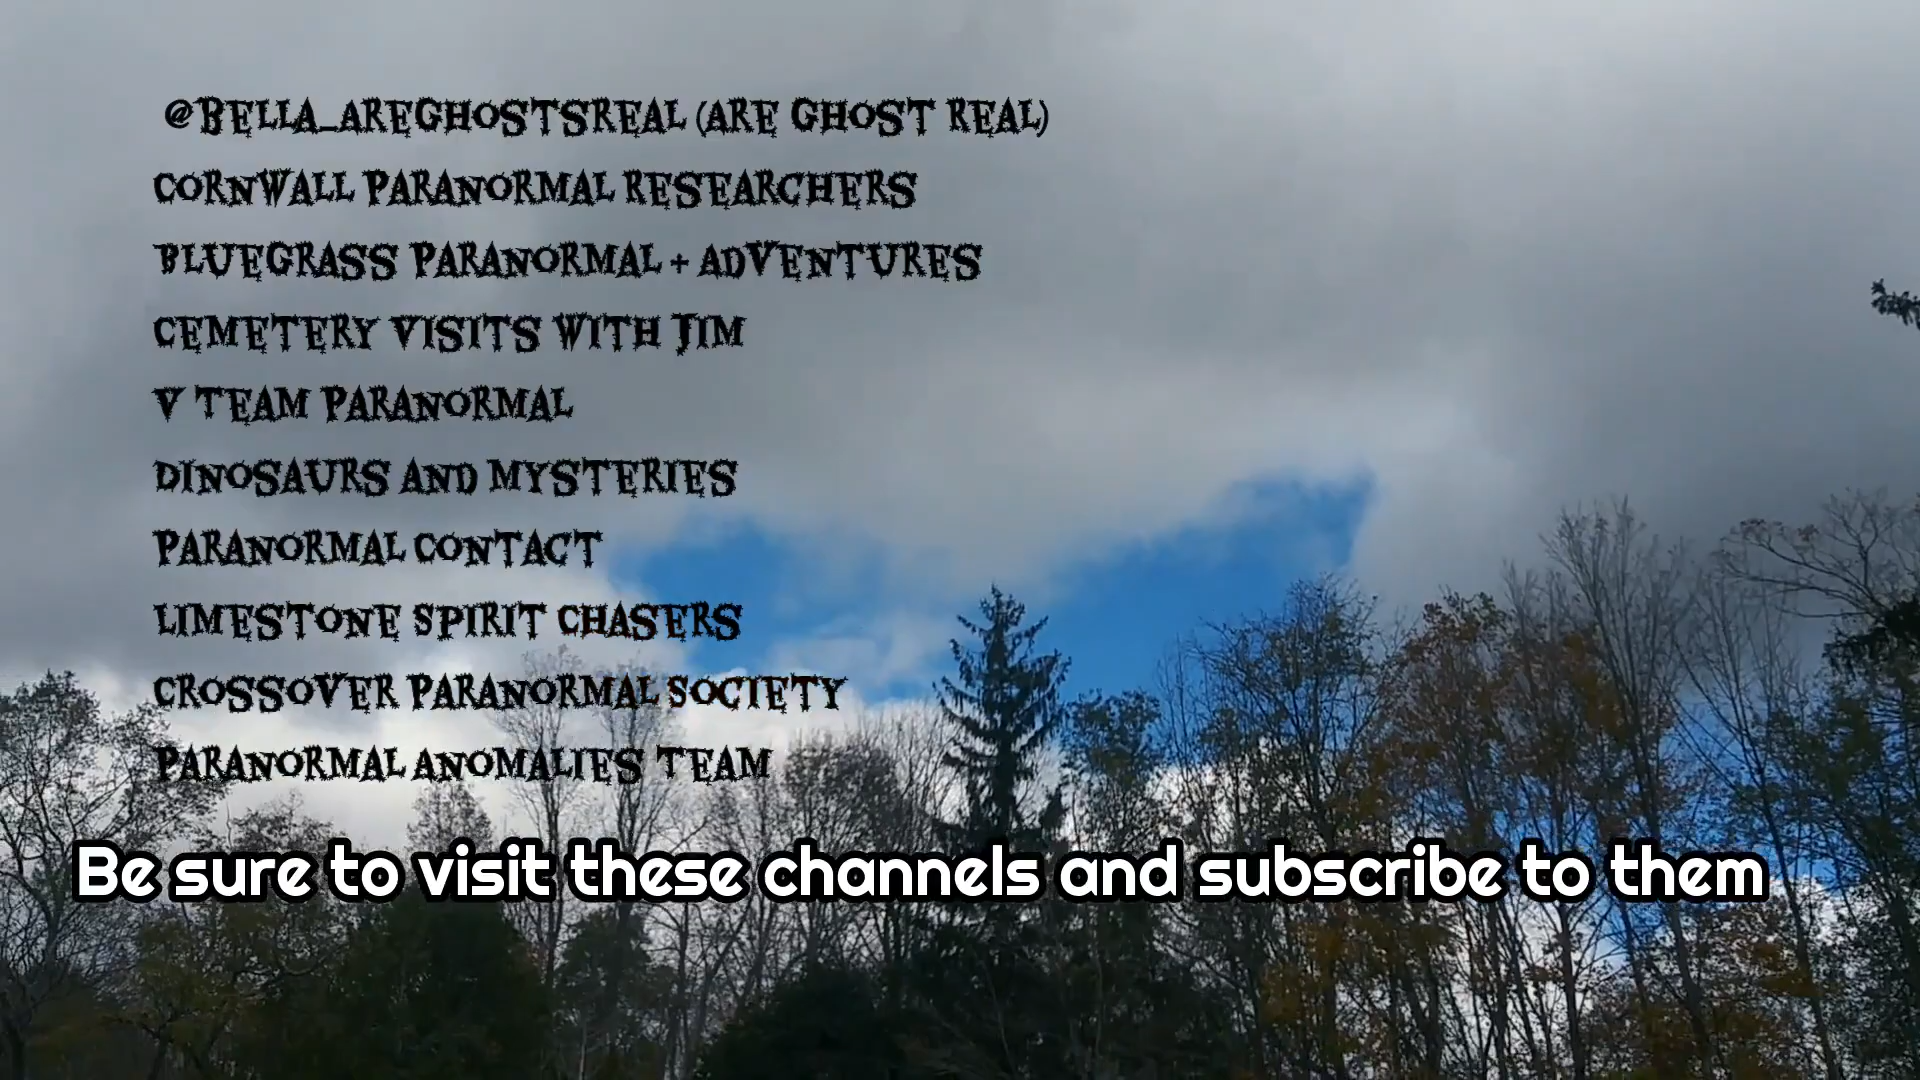 @BELLA_AREGHOSTSREAL (ARE GHOST REAL)
CORNWALL PARANORMAL RESEARCHERS
BLUEGRASS PARANORMAL + ADVENTURES
CEMETERY VISITS WITH JIM
V TEAM PARANORMAL
DINOSAURS AND MYSTERIES
PARANORMAL CONTACT
LIMESTONE SPIRIT CHASERS
CROSSOVER PARANORMAL SOCIETY
PARANORMAL ANOMALIES TEAM
Be sure to visit these channels and subscribe to them